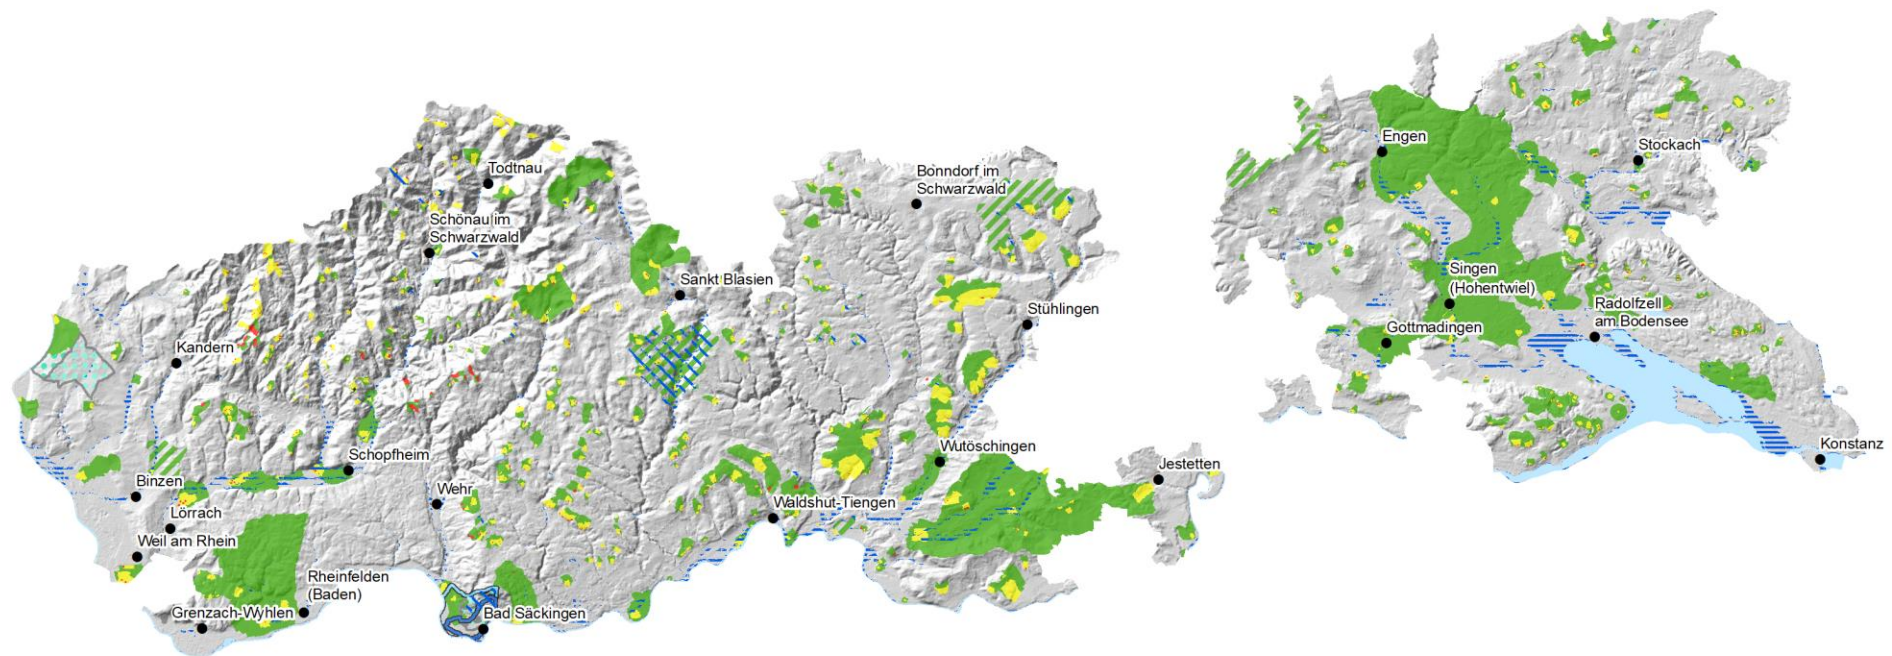 Todtnau
Schönau im
Schwarzwald
Bonndorf im
Schwarzwald
Sankt Blasien
Stühlingen
Kandern
Schopfheim
Binzen
Wehr
Lörrach
Weil am Rhein
Waldshut-Tiengen
Wutöschingen
Jestetten
Rheinfelden
(Baden)
Grenzach-Wyhlen
Bad Säckingen
Engen
Stockach
Singen
(Hohentwiel)
Radolfzell
am Bodensee
Gottmadingen
Konstanz